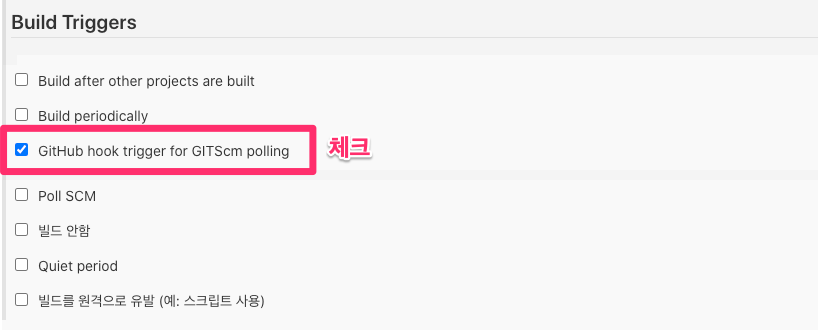 Build Triggers
Build after other projects are built
Build periodically
GitHub hook trigger for GITScm polling 체크
Poll SCM
빌드 안함
Quiet period
빌드를 원격으로 유발 (예: 스크립트 사용)